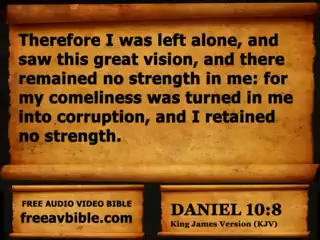 Therefore I was left alone, and
saw this great vision, and there
remained no strength in me: for
my comeliness was turned in me
into corruption, and I retained
no strength.
FREE AUDIO VIDEO BIBLE
freeavbible.com
DANIEL 10:8
King James Version (KJV)